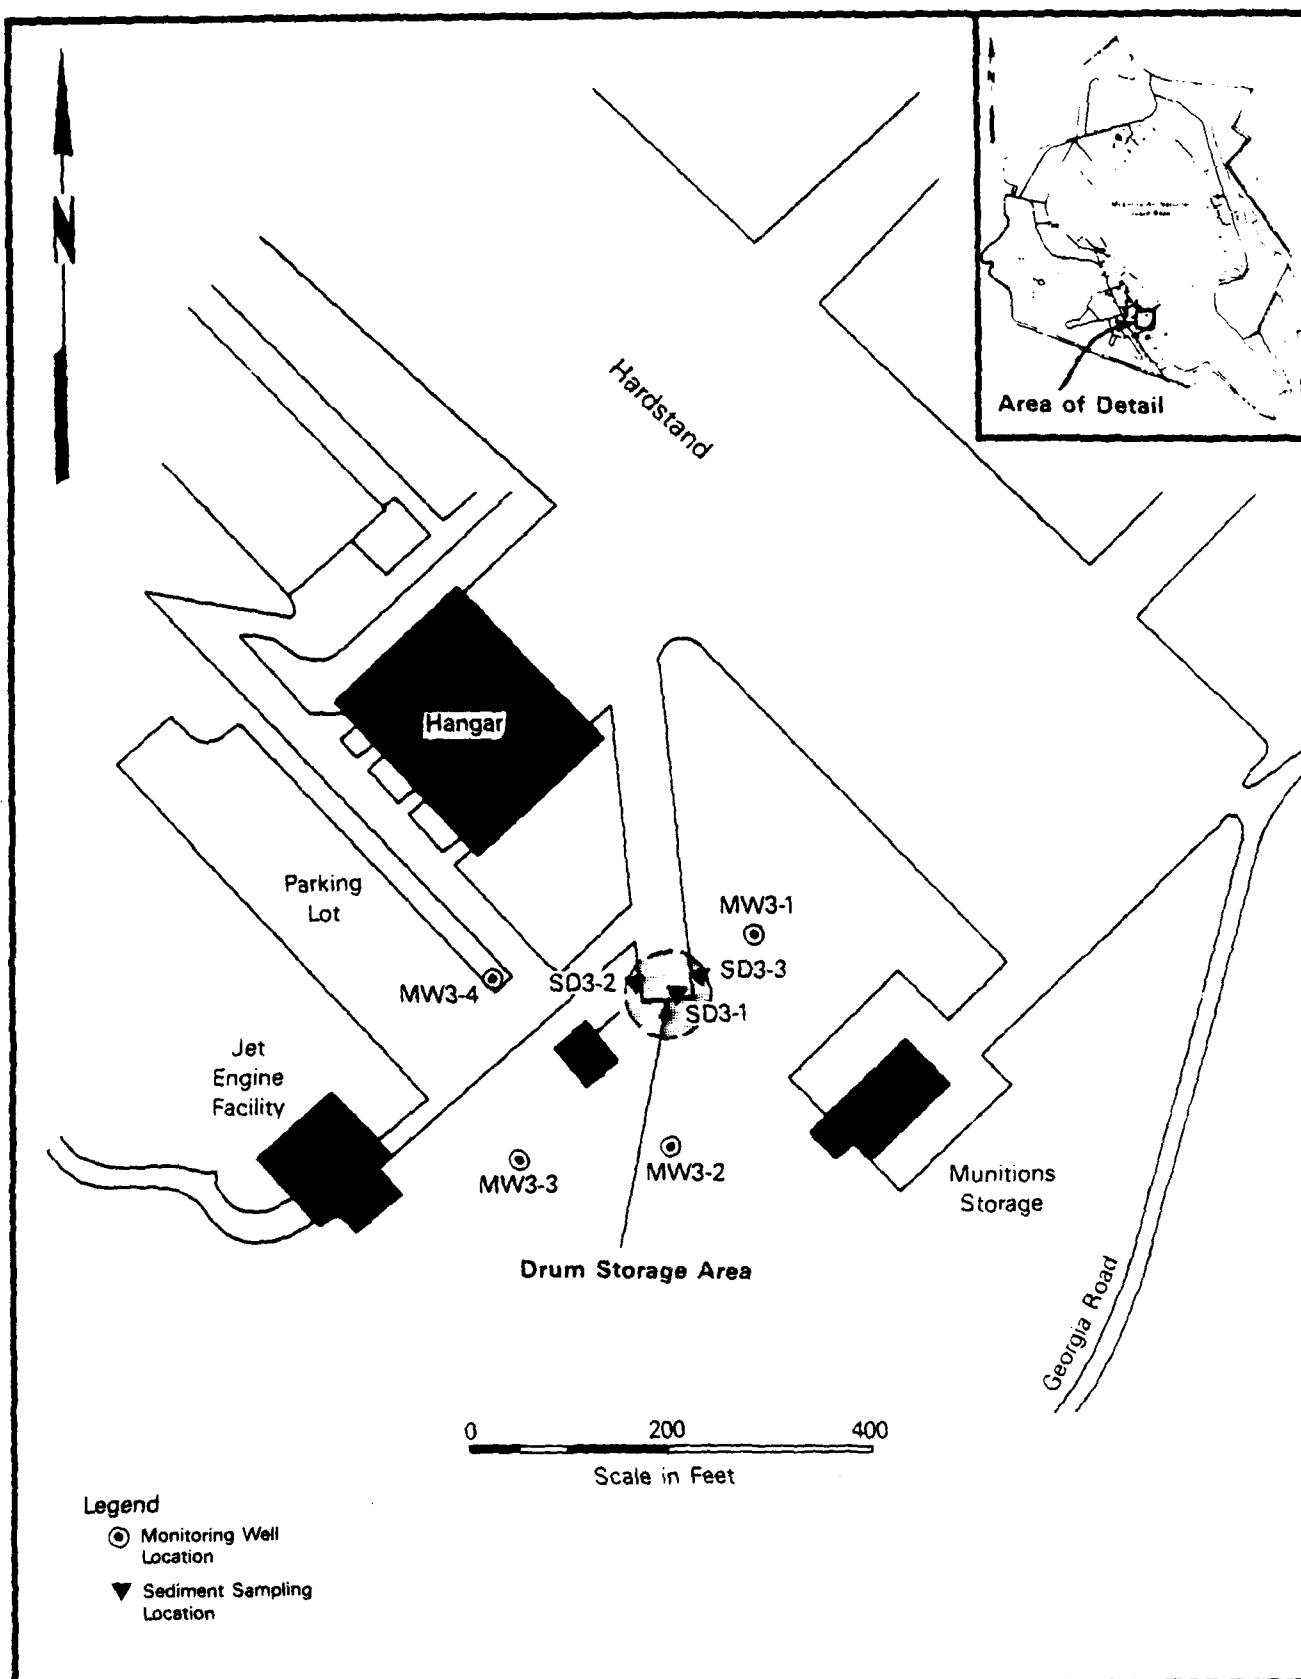 N
N
Area of Detail
Hardstand
Hangar
Parking
Lot
MW3-1
SD3-3
SD3-2
MW3-4
SD3-1
Jet
Engine
Facility
MW3-3
MW3-2
Munitions
Storage
Drum Storage Area
Georgia Road
0 200 400
Scale in Feet
Legend
Monitoring Well
Location
Sediment Sampling
Location